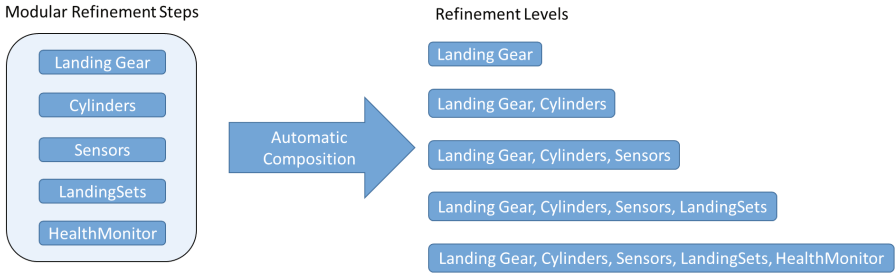 Modular Refinement Steps
Landing Gear
Cylinders
Sensors
LandingSets
HealthMonitor
Automatic
Composition
Refinement Levels
Landing Gear
Landing Gear, Cylinders
Landing Gear, Cylinders, Sensors
Landing Gear, Cylinders, Sensors, LandingSets
Landing Gear, Cylinders, Sensors, LandingSets, HealthMonitor